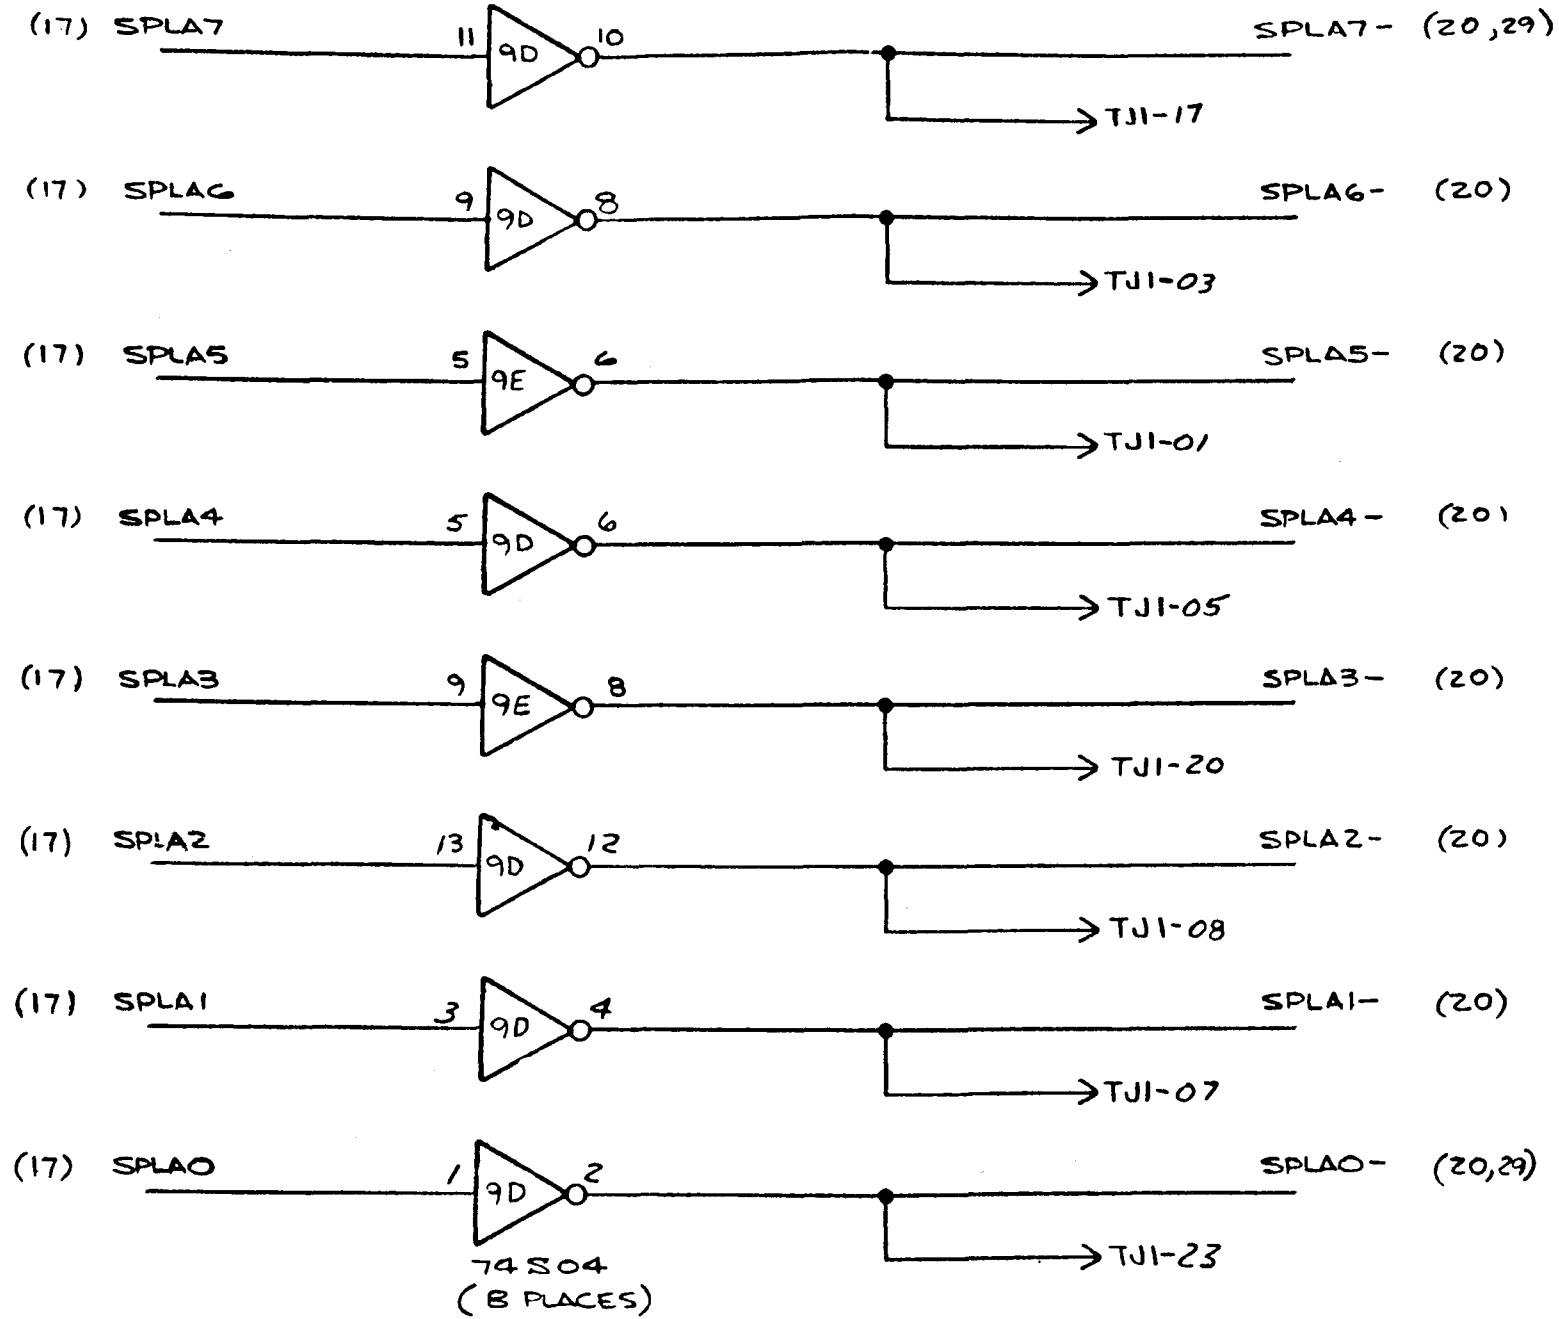 (17) SPLA7 11 9D 10 SPLA7- (20,29)
TJ1-17
(17) SPLA6 9 9D 8 SPLA6- (20)
TJ1-03
(17) SPLA5 5 9E 6 SPLA5- (20)
TJ1-01
(17) SPLA4 5 9D 6 SPLA4- (20)
TJ1-05
(17) SPLA3 9 9E 8 SPLA3- (20)
TJ1-20
(17) SPLA2 13 9D 12 SPLA2- (20)
TJ1-08
(17) SPLA1 3 9D 4 SPLA1- (20)
TJ1-07
(17) SPLA0 1 9D 2 SPLA0- (20,29)
TJ1-23
74S04
(8 PLACES)